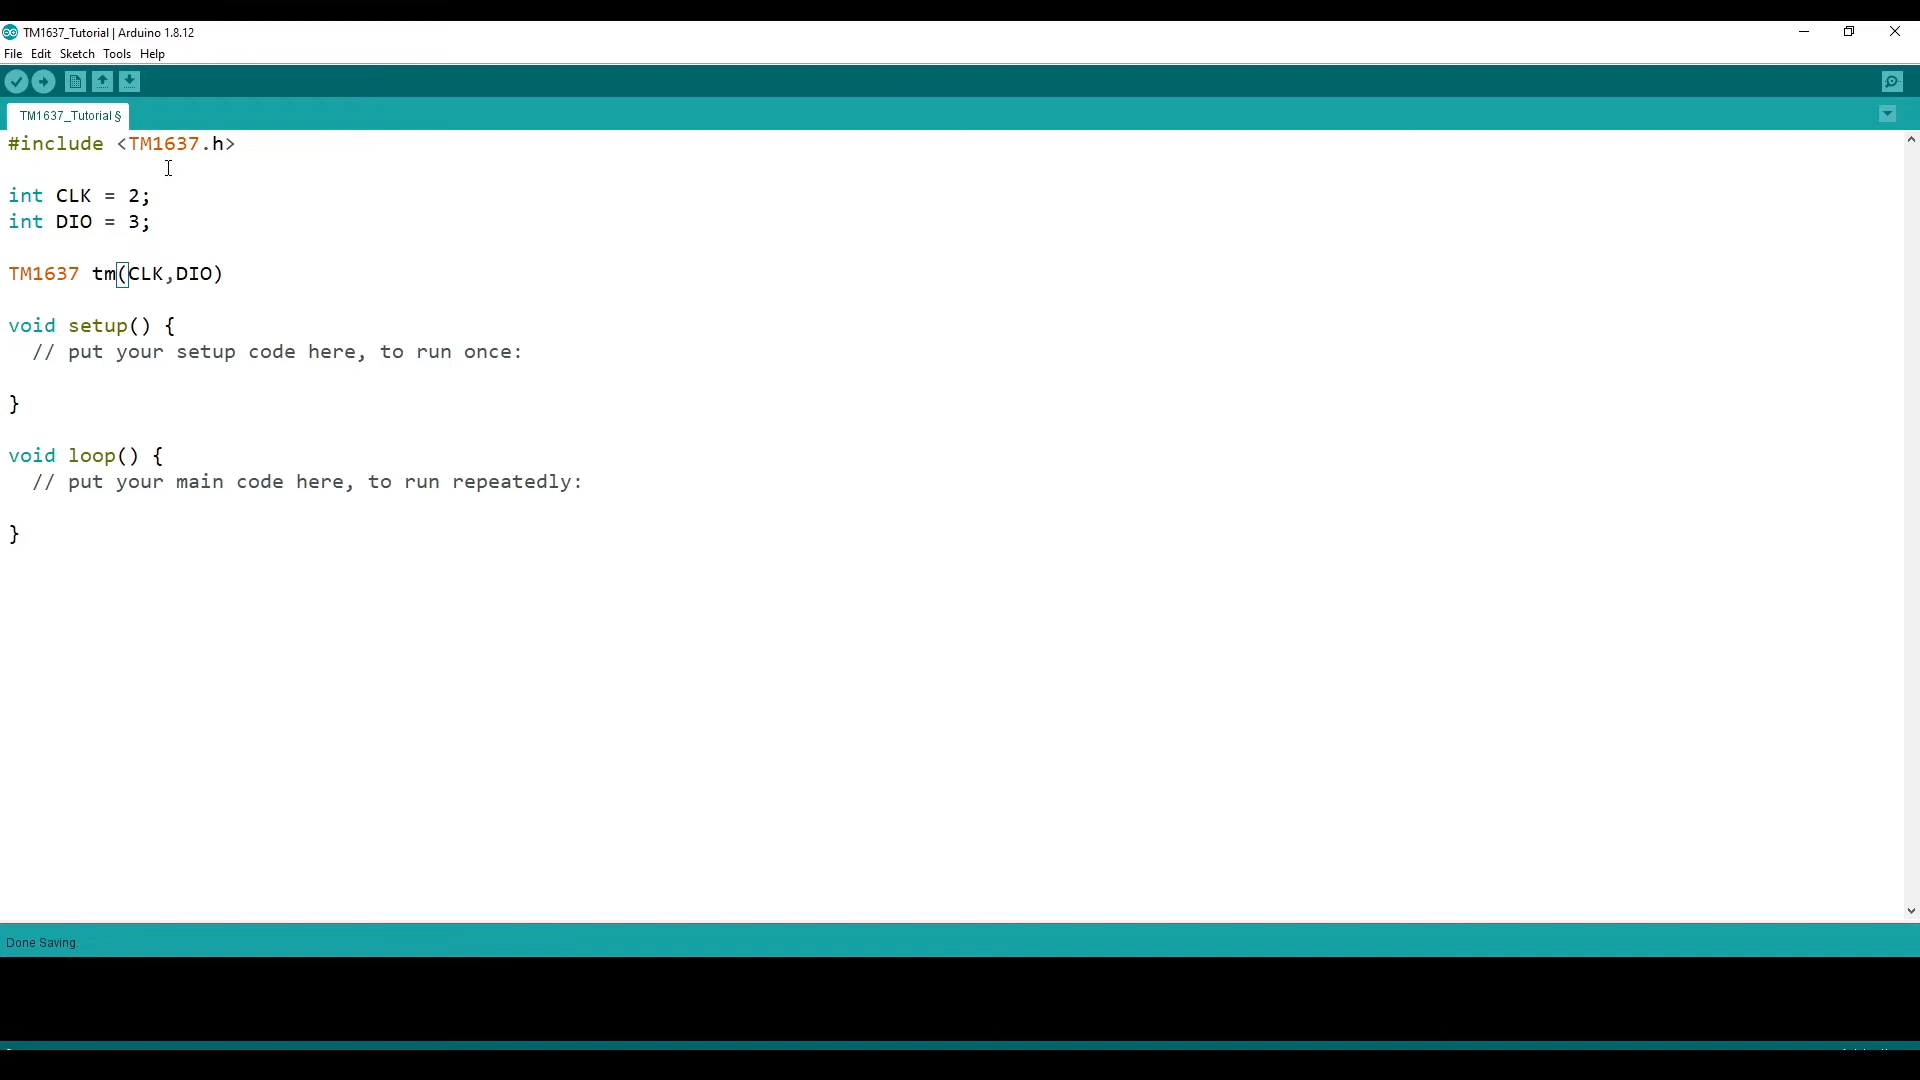 TM1637_Tutorial | Arduino 1.8.12
File Edit Sketch Tools Help
TM1637_Tutorial §
#include <TM1637.h>
int CLK = 2;
int DIO = 3;
TM1637 tm(CLK,DIO)
void setup() {
// put your setup code here, to run once:
}
void loop() {
// put your main code here, to run repeatedly:
}
Done Saving.